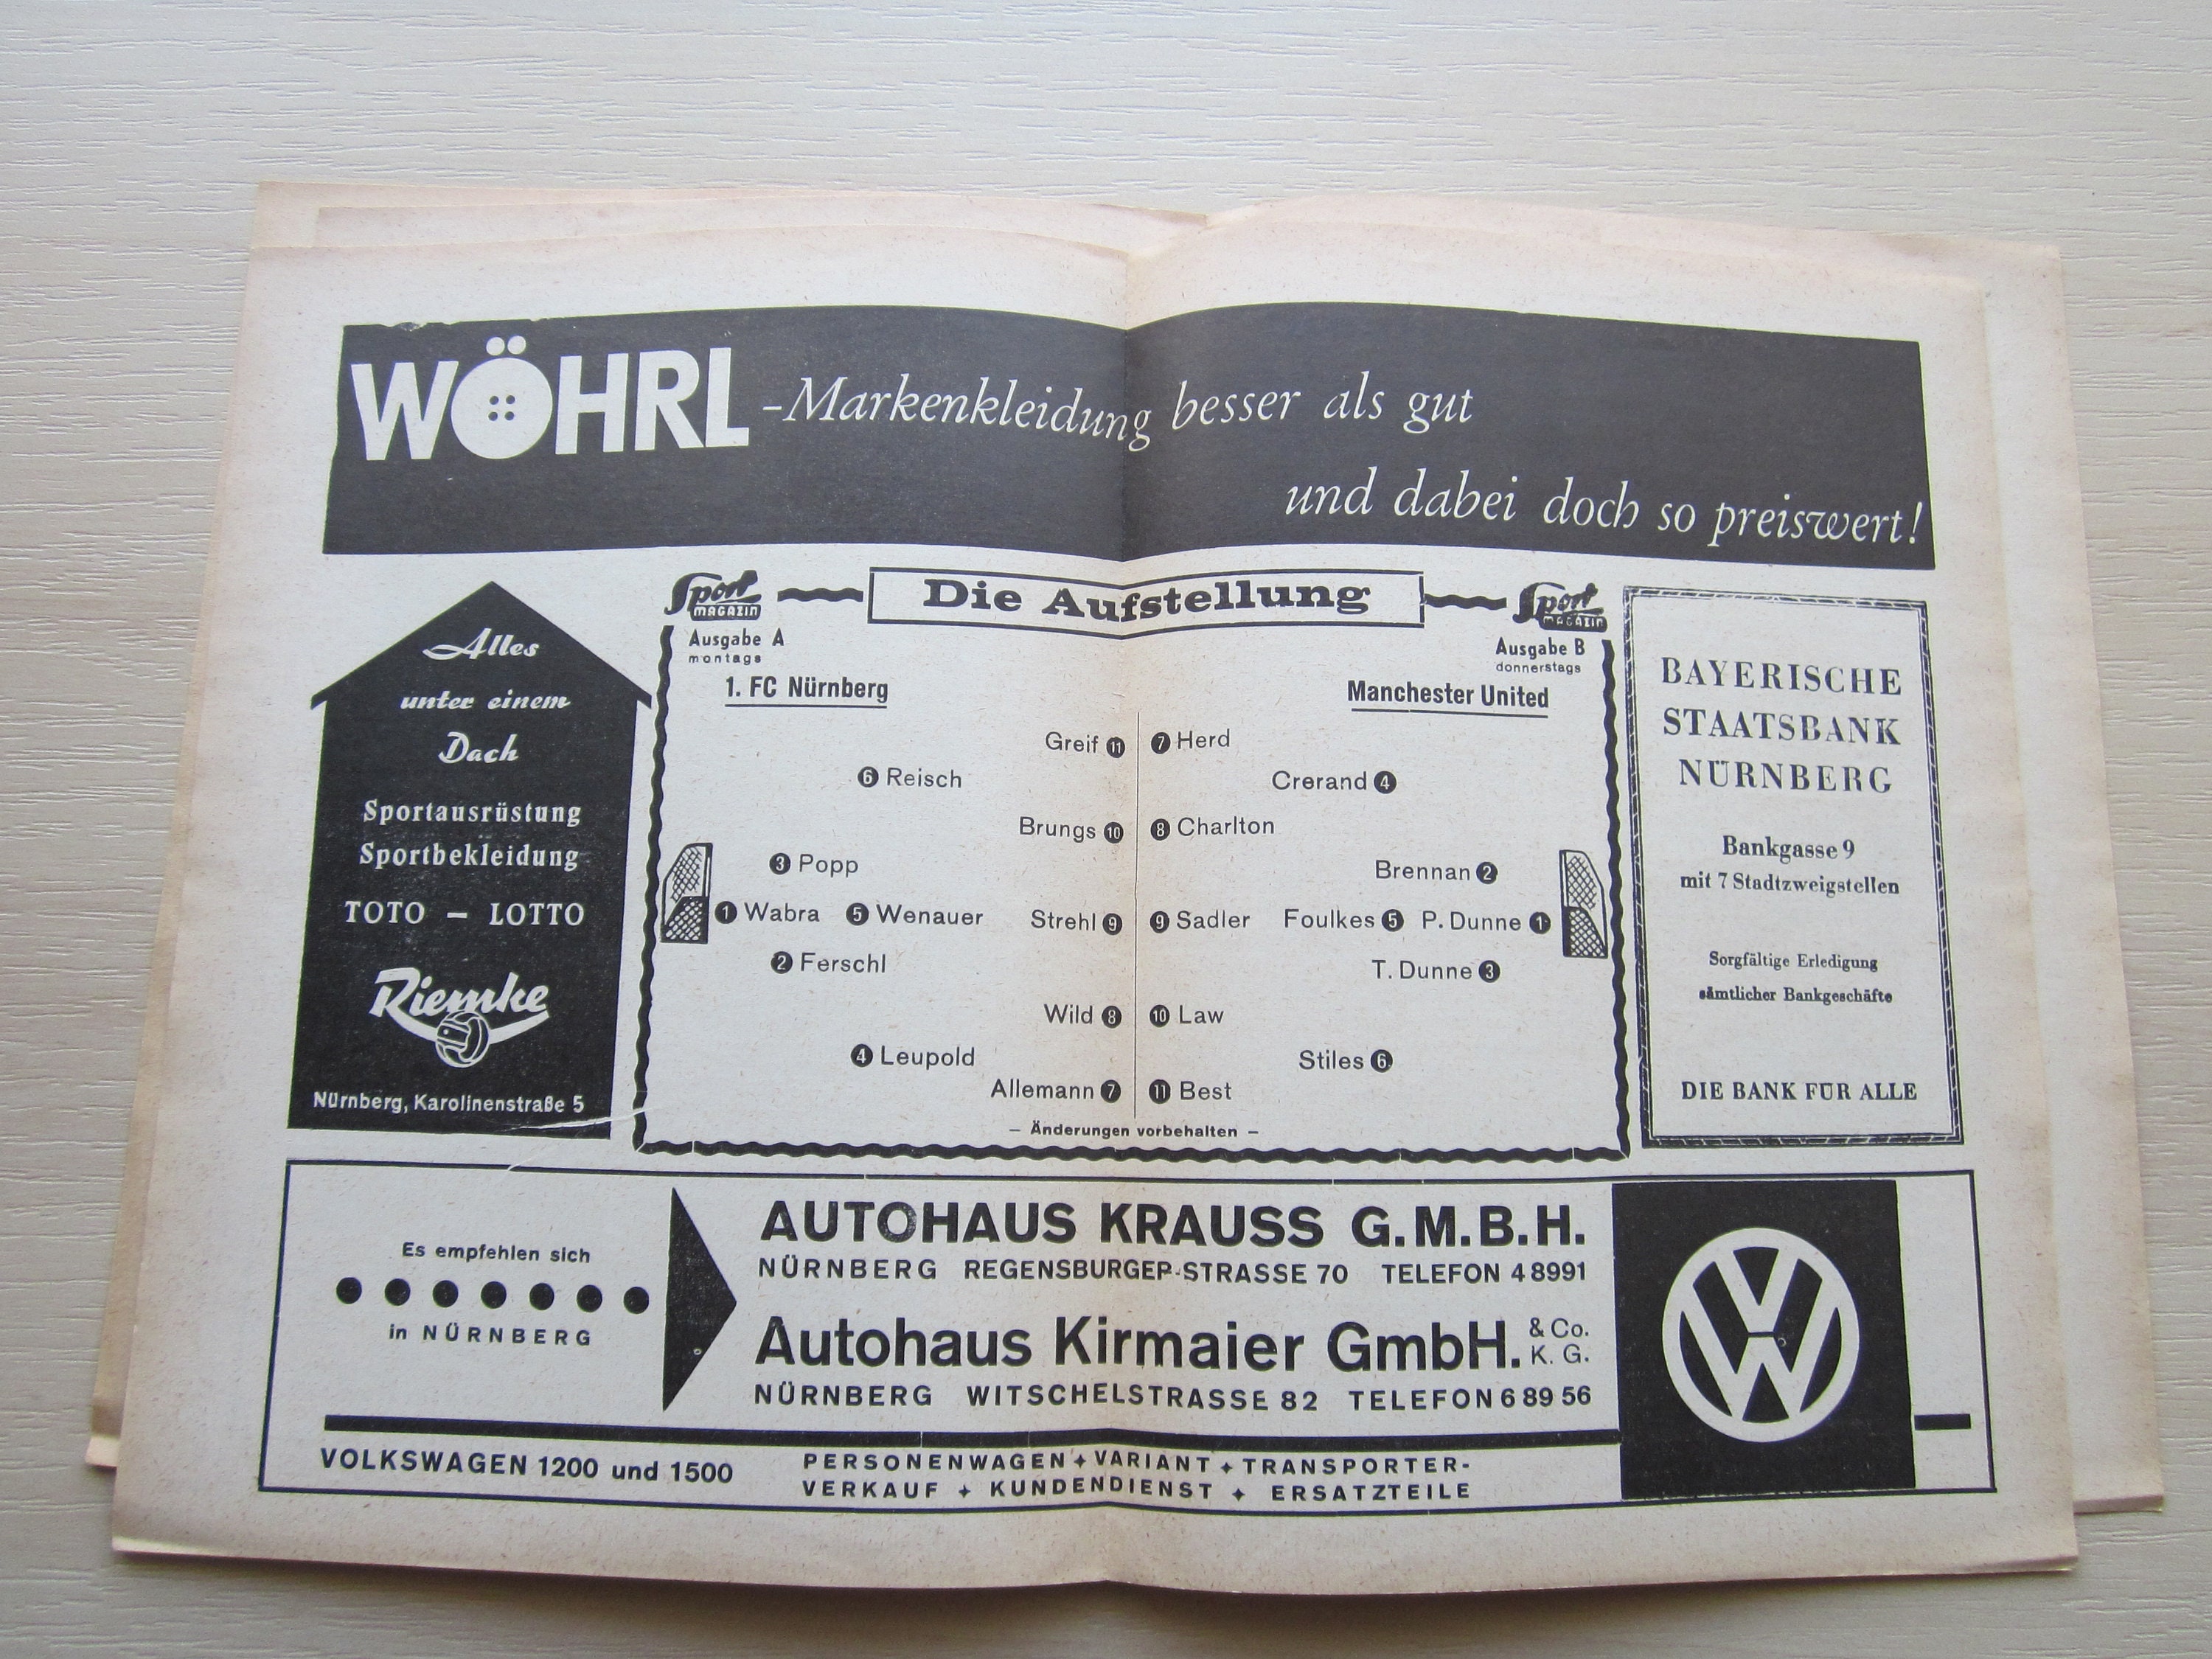 WÖHRL -Markenkleidung besser als gut
und dabei doch so preiswert!
Alles
unter einem
Dach
Sportausrüstung
Sportbekleidung
TOTO – LOTTO
Riemke
Nürnberg, Karolinenstraße 5
Sport
MAGAZIN
Die Aufstellung
Sport
MAGAZIN
Ausgabe A
montags
Ausgabe B
donnerstags
1. FC Nürnberg
Manchester United
Greif 11 7 Herd
6 Reisch
Crerand 4
Brungs 10 8 Charlton
3 Popp
Brennan 2
1 Wabra 5 Wenauer Strehl 9 9 Sadler Foulkes 5 P. Dunne 1
2 Ferschl
T. Dunne 3
Wild 8 10 Law
4 Leupold
Stiles 6
Allemann 7 11 Best
– Änderungen vorbehalten –
BAYERISCHE
STAATSBANK
NÜRNBERG
Bankgasse 9
mit 7 Stadtzweigstellen
Sorgfältige Erledigung
sämtlicher Bankgeschäfte
DIE BANK FÜR ALLE
Es empfehlen sich
in NÜRNBERG
AUTOHAUS KRAUSS G.M.B.H.
NÜRNBERG REGENSBURGER-STRASSE 70 TELEFON 4 8991
Autohaus Kirmaier GmbH. & Co.
K. G.
NÜRNBERG WITSCHELSTRASSE 82 TELEFON 6 89 56
VW
VOLKSWAGEN 1200 und 1500
PERSONENWAGEN + VARIANT + TRANSPORTER-
VERKAUF + KUNDENDIENST + ERSATZTEILE